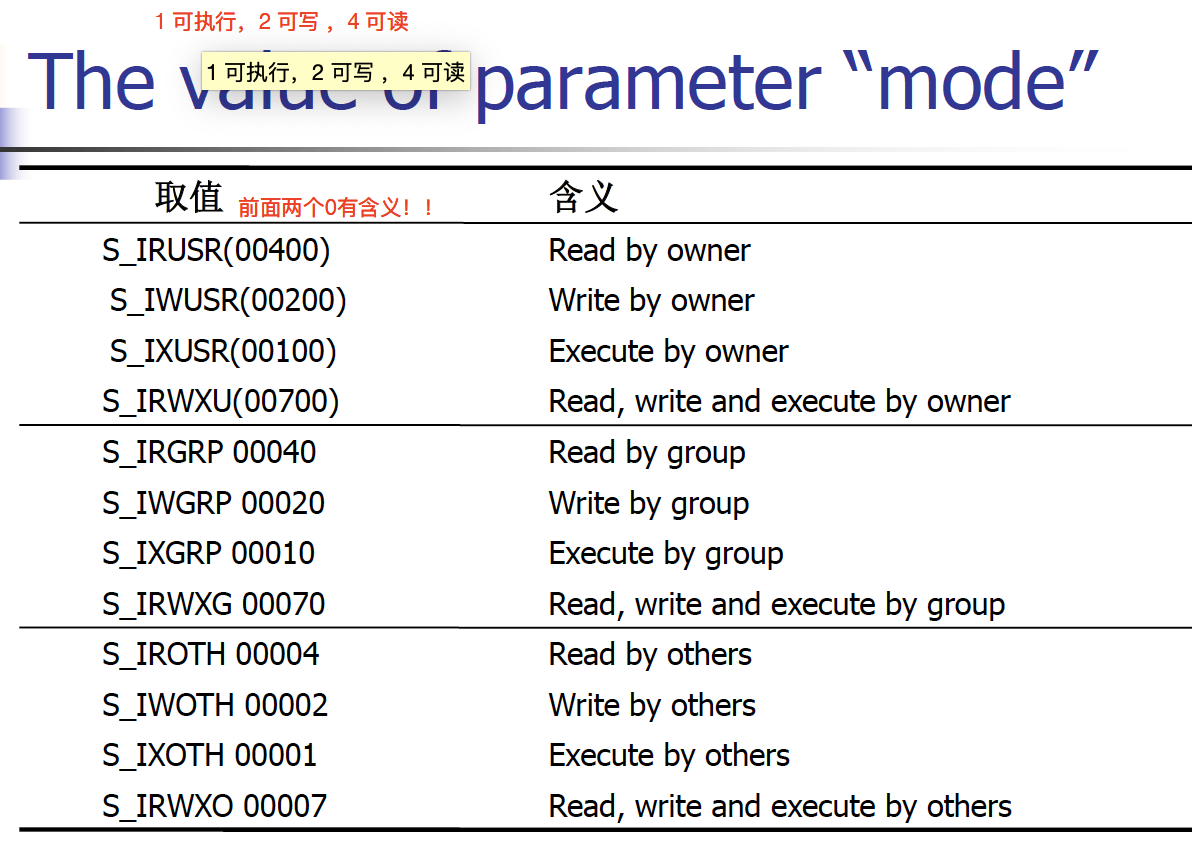 1 可执行，2 可写 ，4 可读
1 可执行，2 可写 ，4 可读
The value of parameter “mode”
取值 前面两个0有含义！！ 含义
S_IRUSR(00400) Read by owner
S_IWUSR(00200) Write by owner
S_IXUSR(00100) Execute by owner
S_IRWXU(00700) Read, write and execute by owner
S_IRGRP 00040 Read by group
S_IWGRP 00020 Write by group
S_IXGRP 00010 Execute by group
S_IRWXG 00070 Read, write and execute by group
S_IROTH 00004 Read by others
S_IWOTH 00002 Write by others
S_IXOTH 00001 Execute by others
S_IRWXO 00007 Read, write and execute by others